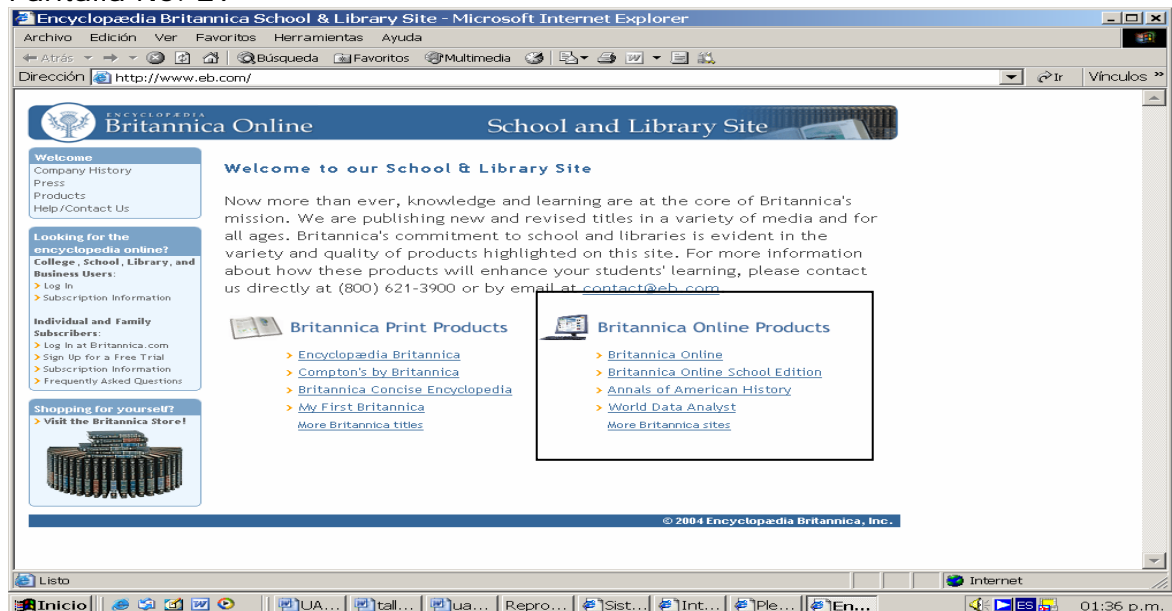 Encyclopædia Britannica School & Library Site - Microsoft Internet Explorer
Archivo Edición Ver Favoritos Herramientas Ayuda
Atrás Búsqueda Favoritos Multimedia
Dirección http://www.eb.com/ Ir Vínculos »
ENCYCLOPÆDIA
Britannica Online School and Library Site
Welcome
Company History
Press
Products
Help/Contact Us
Looking for the
encyclopedia online?
College, School, Library, and
Business Users:
> Log In
> Subscription Information
Individual and Family
Subscribers:
> Log In at Britannica.com
> Sign Up for a Free Trial
> Subscription Information
> Frequently Asked Questions
Shopping for yourself?
> Visit the Britannica Store!
Welcome to our School & Library Site
Now more than ever, knowledge and learning are at the core of Britannica's
mission. We are publishing new and revised titles in a variety of media and for
all ages. Britannica's commitment to school and libraries is evident in the
variety and quality of products highlighted on this site. For more information
about how these products will enhance your students' learning, please contact
us directly at (800) 621-3900 or by email at contact@eb.com.
Britannica Print Products
> Encyclopædia Britannica
> Compton's by Britannica
> Britannica Concise Encyclopedia
> My First Britannica
More Britannica titles
Britannica Online Products
> Britannica Online
> Britannica Online School Edition
> Annals of American History
> World Data Analyst
More Britannica sites
© 2004 Encyclopædia Britannica, Inc.
Listo Internet
Inicio UA... tall... ua... Repro... Sist... Int... Ple... En... ES 01:36 p.m.